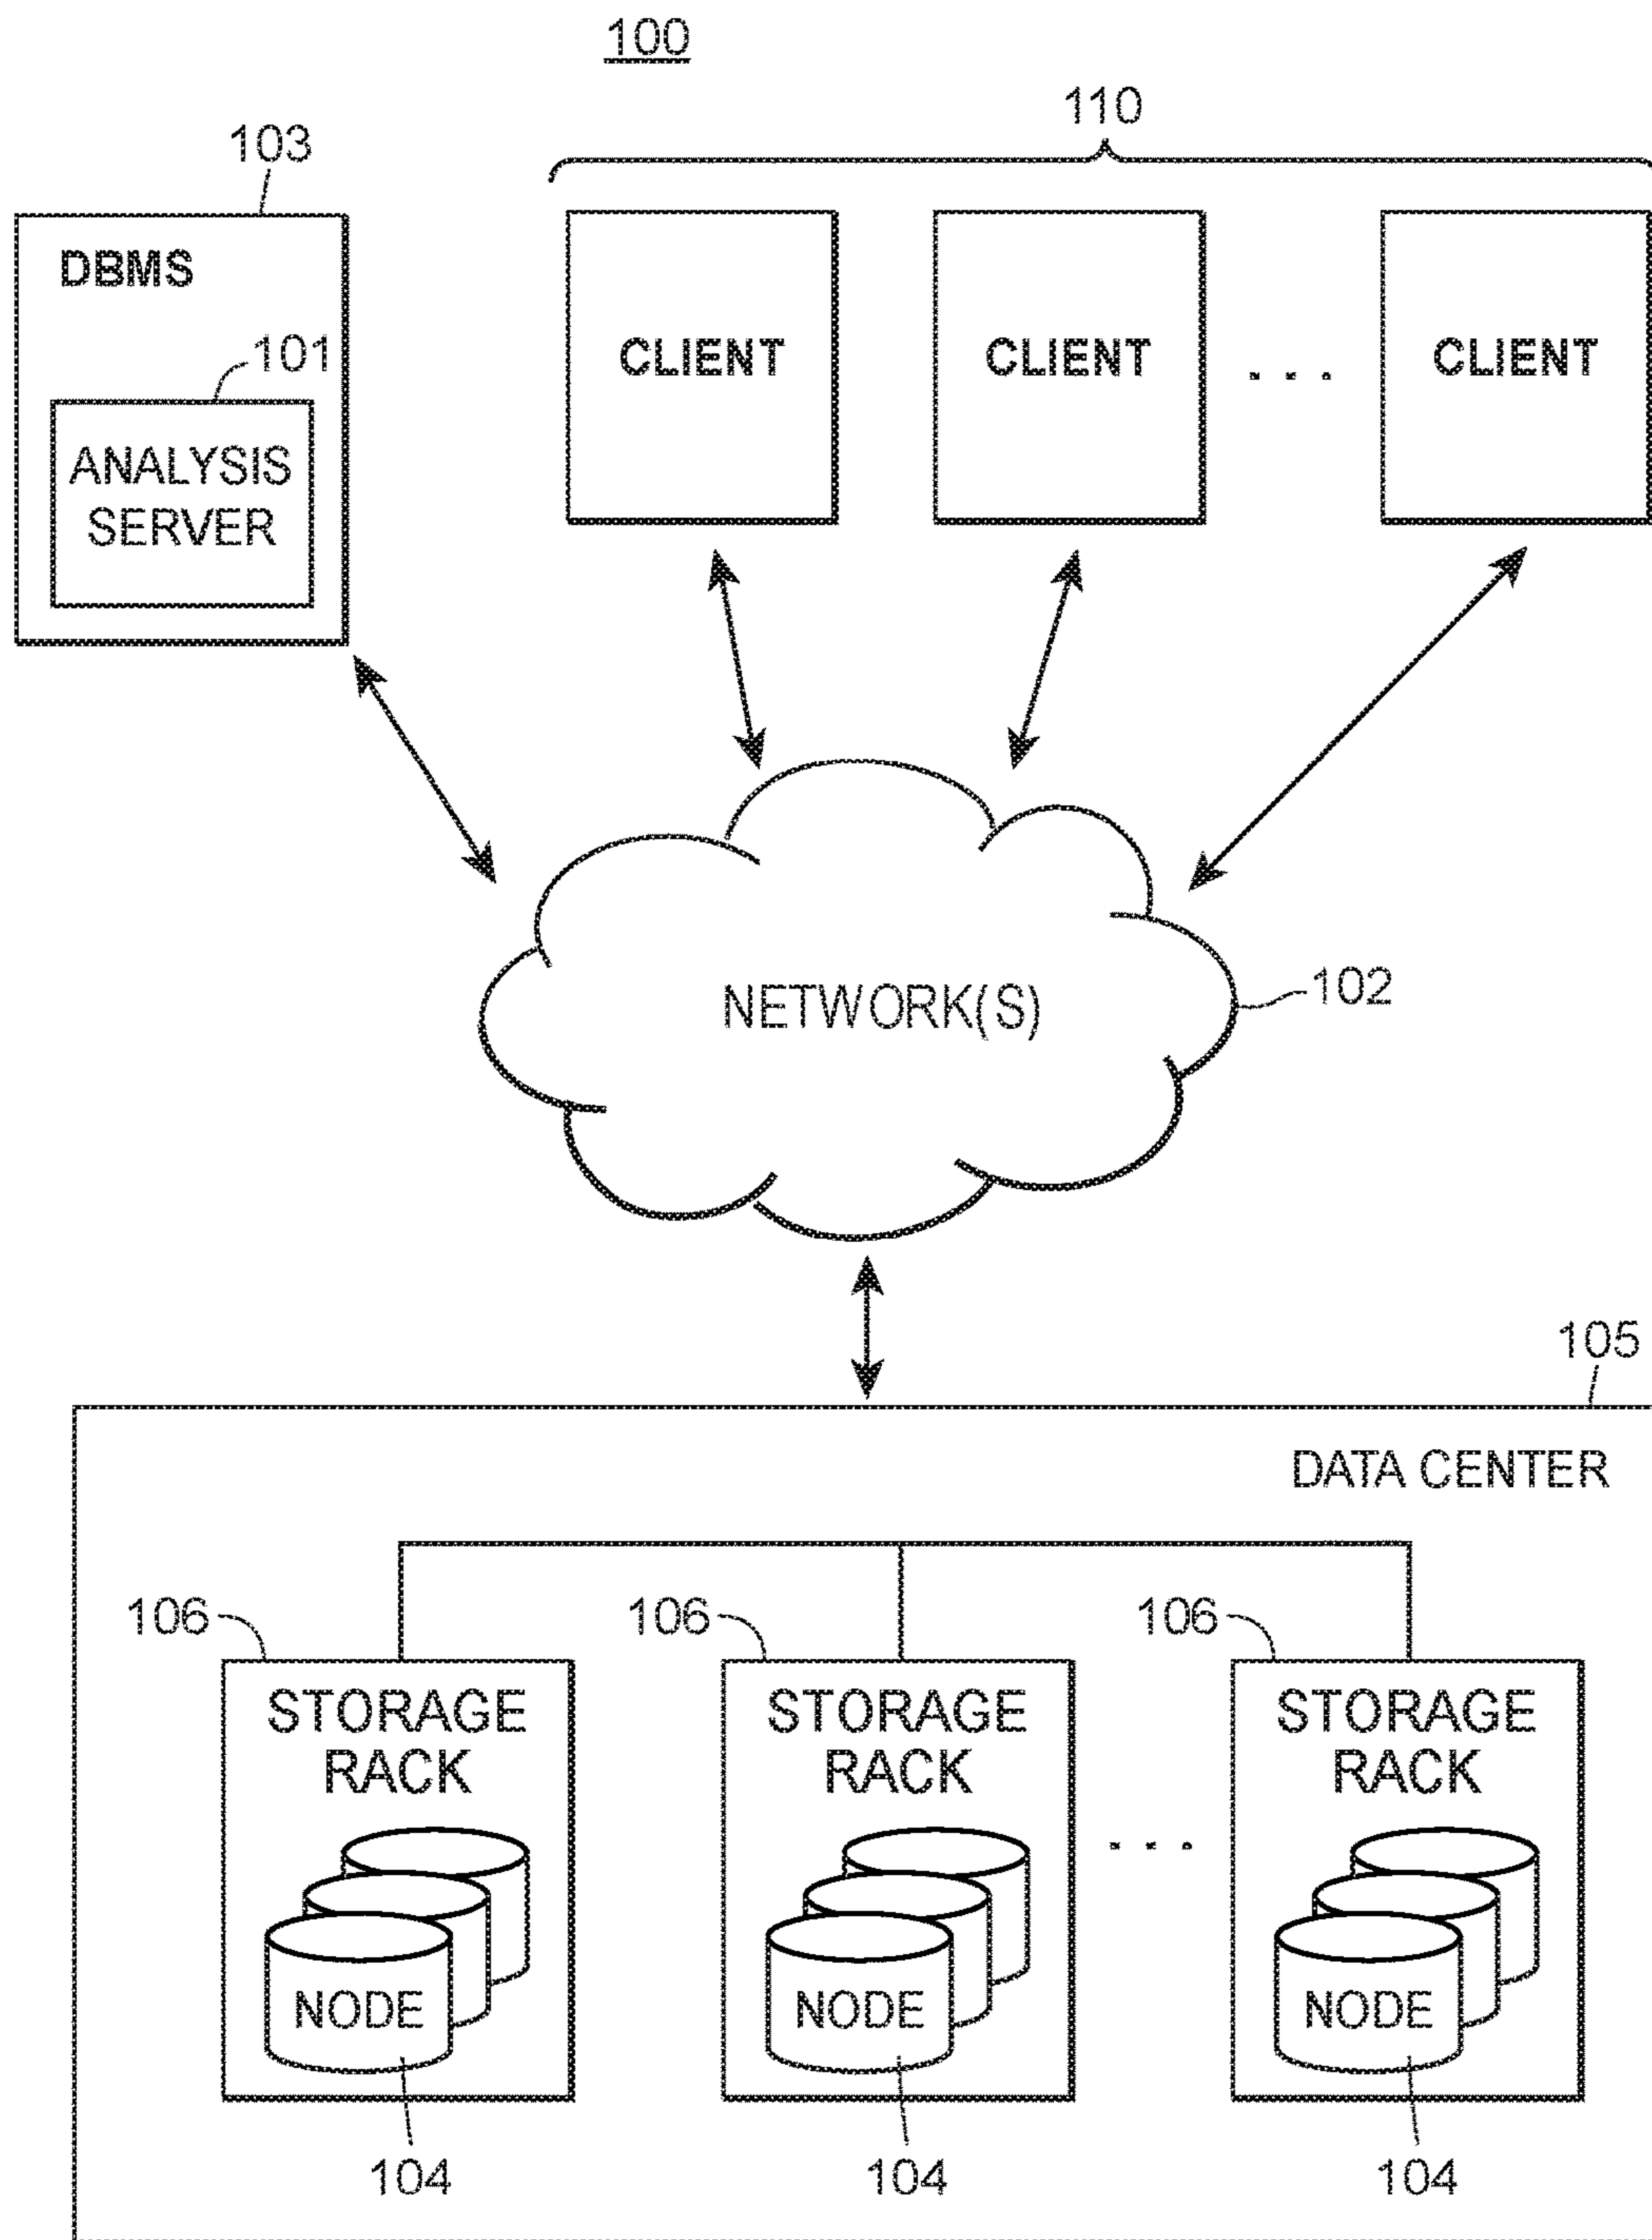 100
110
103
DBMS
101
ANALYSIS
SERVER
CLIENT
CLIENT
. . .
CLIENT
NETWORK(S)
102
105
DATA CENTER
106
106
106
STORAGE
RACK
STORAGE
RACK
STORAGE
RACK
. . .
NODE
NODE
NODE
104
104
104